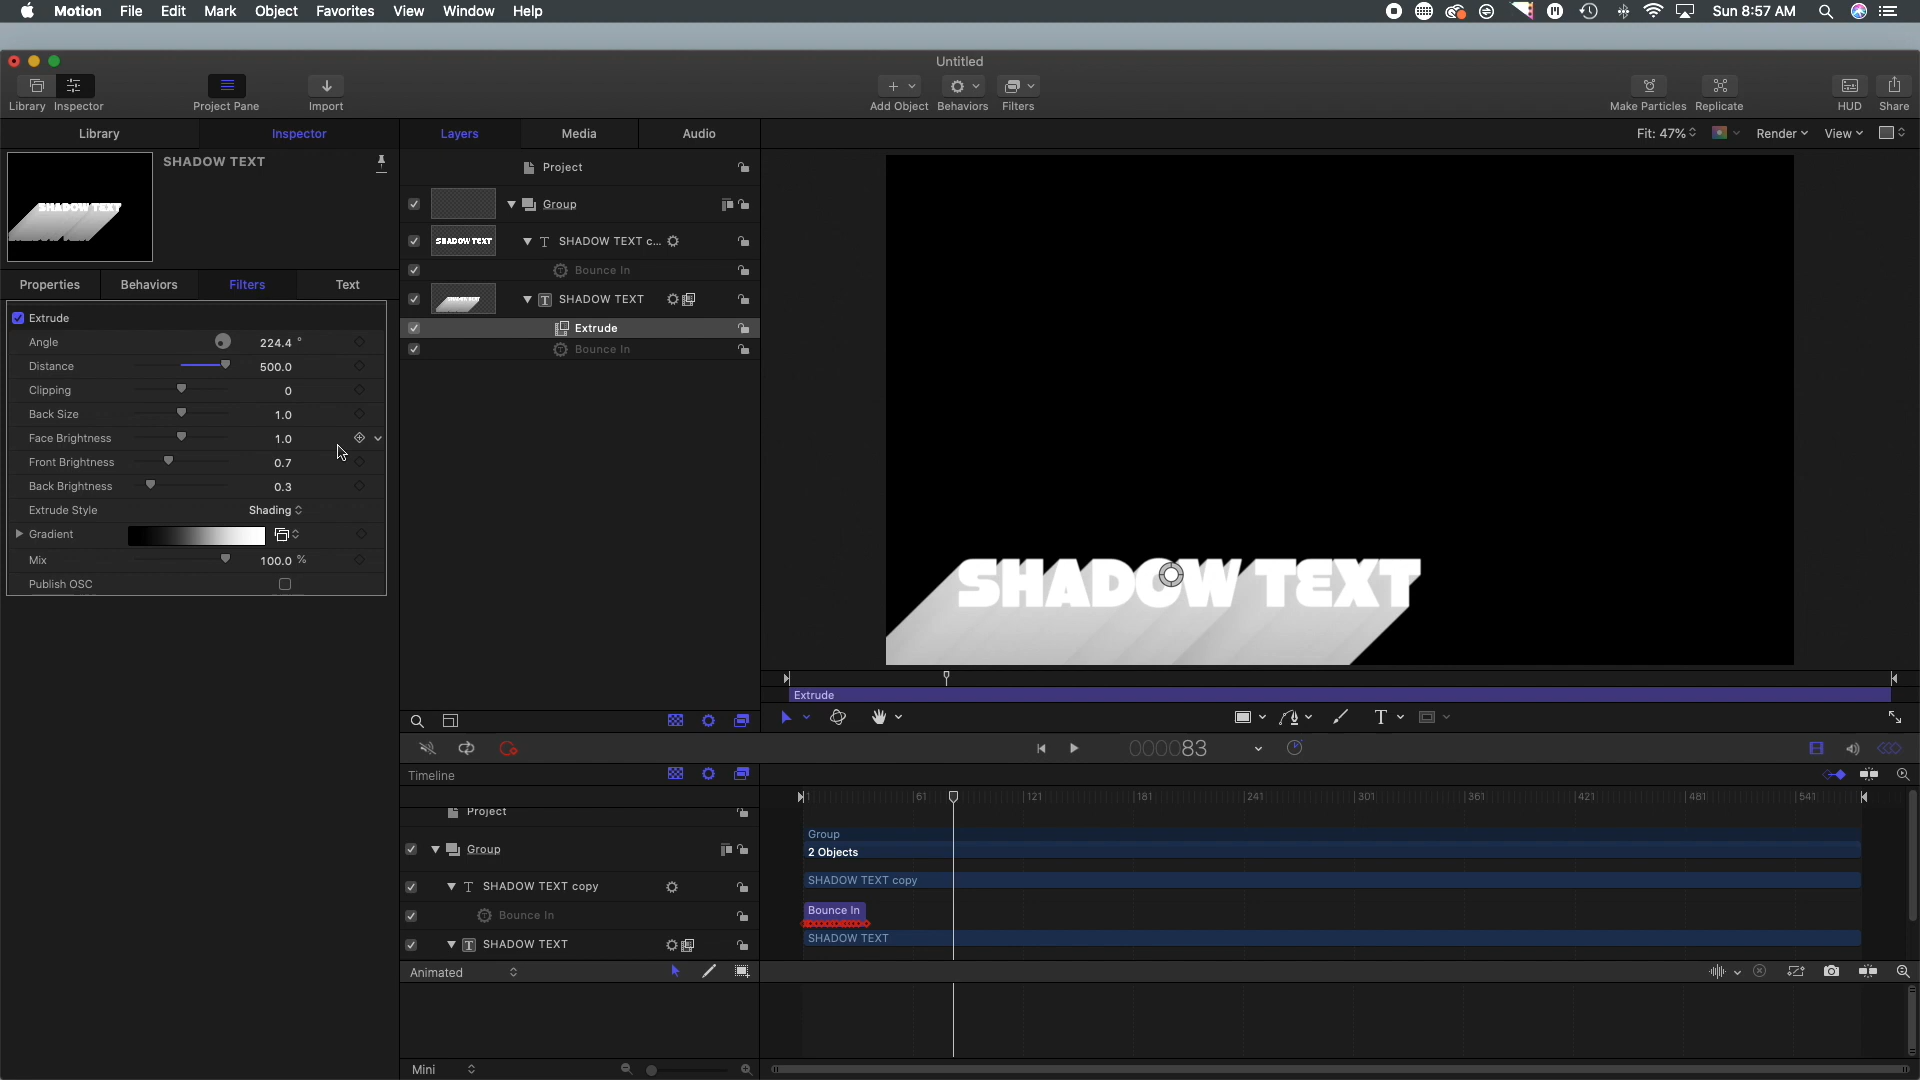 Motion File Edit Mark Object Favorites View Window Help Sun 8:57 AM
Untitled
Library Inspector Project Pane Import Add Object Behaviors Filters Make Particles Replicate HUD Share
Library Inspector Layers Media Audio Fit: 47% Render View
SHADOW TEXT
SHADOW TEXT
Properties Behaviors Filters Text
Extrude
Angle 224.4 °
Distance 500.0
Clipping 0
Back Size 1.0
Face Brightness 1.0
Front Brightness 0.7
Back Brightness 0.3
Extrude Style Shading
Gradient
Mix 100.0 %
Publish OSC
Project
Group
SHADOW TEXT SHADOW TEXT c...
Bounce In
SHADOW TEXT
Extrude
Bounce In
SHADOW TEXT
Extrude
T
000083
Timeline
1 61 121 181 241 301 361 421 481 541
Project
Group
Group
2 Objects
SHADOW TEXT copy SHADOW TEXT copy
Bounce In Bounce In
SHADOW TEXT SHADOW TEXT
Animated
Mini